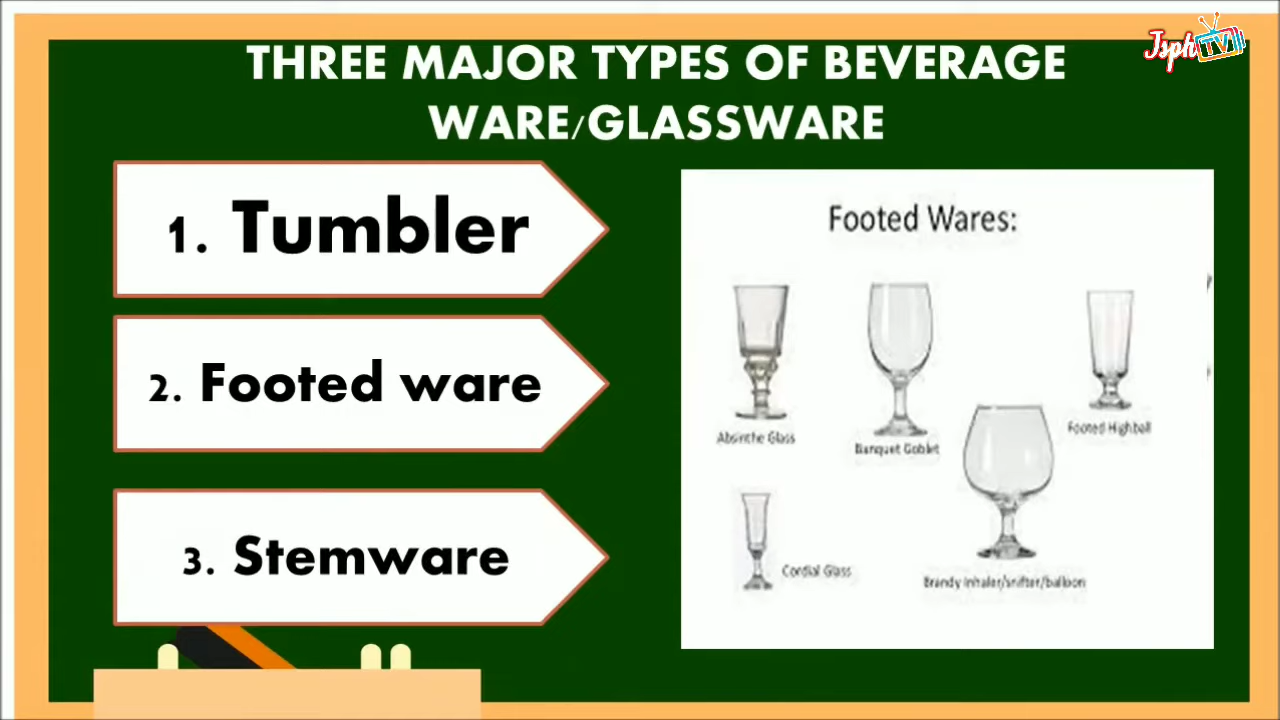 Jsph TV
THREE MAJOR TYPES OF BEVERAGE
WARE/GLASSWARE
1. Tumbler
2. Footed ware
3. Stemware
Footed Wares:
Absinthe Glass
Banquet Goblet
Footed Highball
Cordial Glass
Brandy Inhaler/snifter/balloon